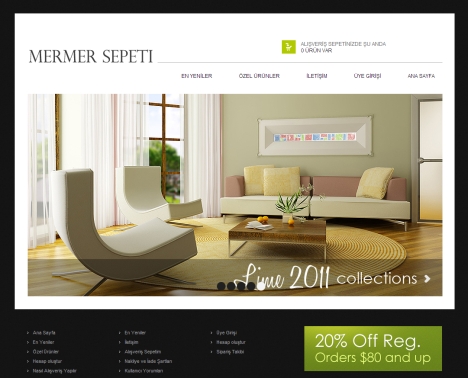 MERMER SEPETI
ALIŞVERİŞ SEPETİNİZDE ŞU ANDA
0 ÜRÜN VAR
EN YENİLER ÖZEL ÜRÜNLER İLETİŞİM ÜYE GİRİŞİ ANA SAYFA
Lime 2011 collections
Ana Sayfa
En Yeniler
Özel Ürünler
Hesap oluştur
Nasıl Alışveriş Yapılır
En Yeniler
İletişim
Alışveriş Sepetim
Nakliye ve İade Şartları
Kullanıcı Yorumları
Üye Girişi
Hesap oluştur
Sipariş Takibi
20% Off Reg.
Orders $80 and up